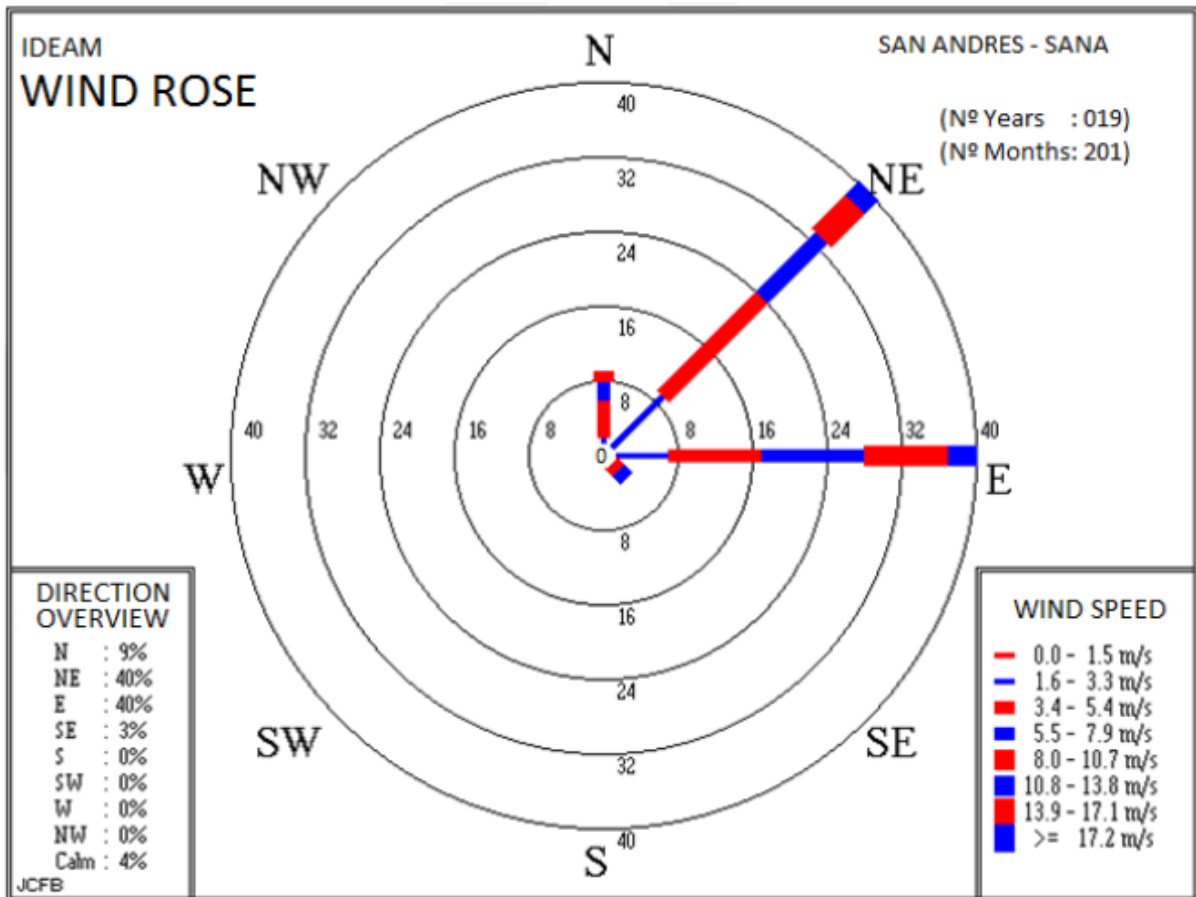 IDEAM
WIND ROSE
SAN ANDRES - SANA
(Nº Years : 019)
(Nº Months: 201)
N
NW
NE
W
E
SW
SE
S
40
32
24
16
8
40
32
24
16
8
0
8
16
24
32
40
8
16
24
32
40
DIRECTION
OVERVIEW
N : 9%
NE : 40%
E : 40%
SE : 3%
S : 0%
SW : 0%
W : 0%
NW : 0%
Calm : 4%
JCFB
WIND SPEED
0.0 - 1.5 m/s
1.6 - 3.3 m/s
3.4 - 5.4 m/s
5.5 - 7.9 m/s
8.0 - 10.7 m/s
10.8 - 13.8 m/s
13.9 - 17.1 m/s
>= 17.2 m/s